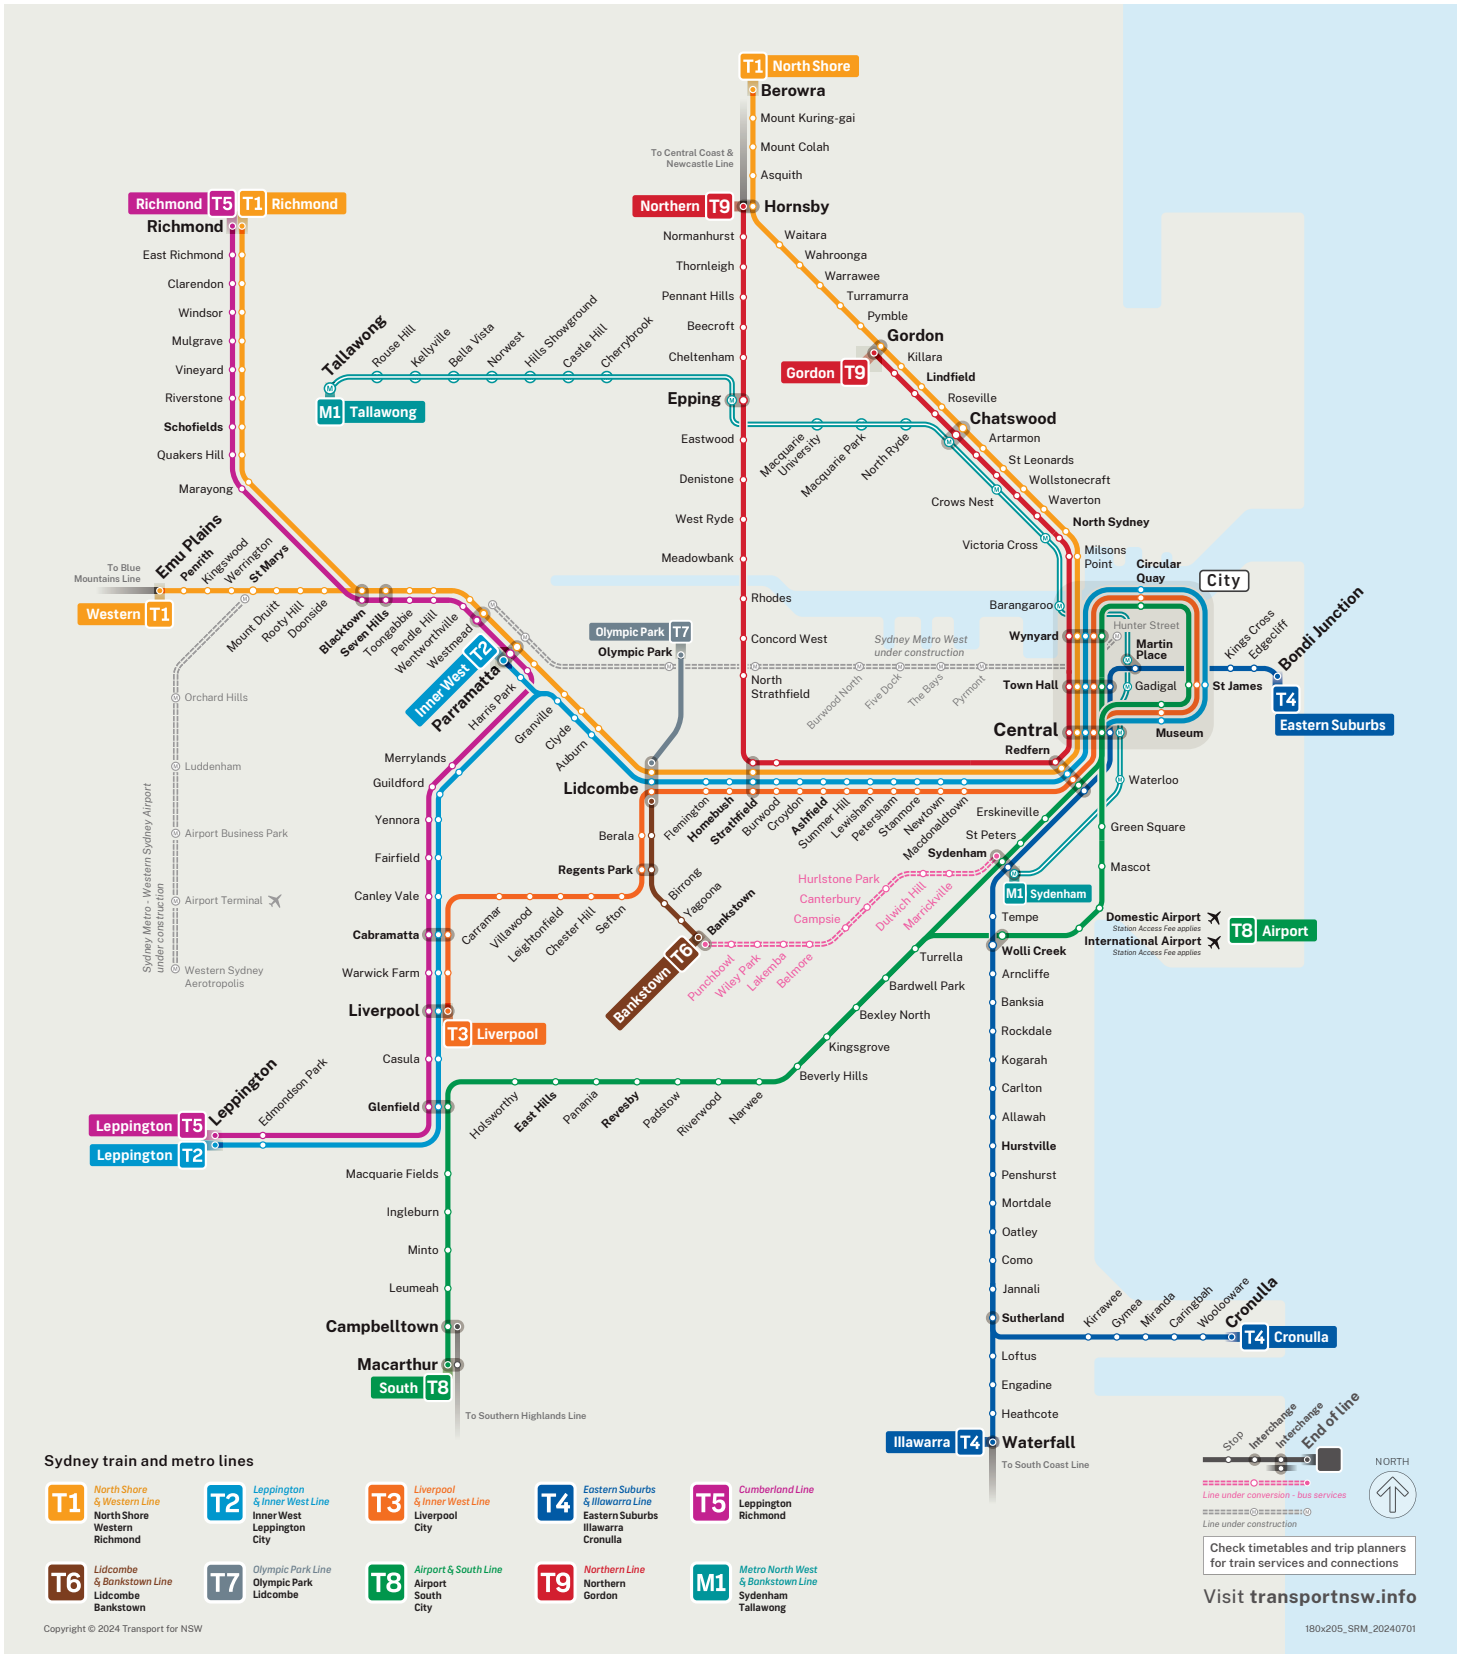 T1 North Shore
Berowra
Mount Kuring-gai
Mount Colah
Asquith
To Central Coast &
Newcastle Line
Northern T9
Hornsby
Richmond T5
T1 Richmond
Richmond
East Richmond
Clarendon
Windsor
Mulgrave
Vineyard
Riverstone
Schofields
Quakers Hill
Marayong
Normanhurst
Thornleigh
Pennant Hills
Beecroft
Cheltenham
Epping
Eastwood
Denistone
West Ryde
Meadowbank
Rhodes
Concord West
North
Strathfield
Waitara
Wahroonga
Warrawee
Turramurra
Pymble
Gordon
Gordon T9
Killara
Lindfield
Roseville
Chatswood
Artarmon
St Leonards
Wollstonecraft
Waverton
North Sydney
Milsons
Point
Tallawong
M1 Tallawong
Rouse Hill
Kellyville
Bella Vista
Norwest
Hills Showground
Castle Hill
Cherrybrook
Macquarie
University
Macquarie Park
North Ryde
Crows Nest
Victoria Cross
Barangaroo
To Blue
Mountains Line
Western T1
Emu Plains
Penrith
Kingswood
Werrington
St Marys
Mount Druitt
Rooty Hill
Doonside
Blacktown
Seven Hills
Toongabbie
Pendle Hill
Wentworthville
Westmead
Inner West T2
Parramatta
Harris Park
Granville
Clyde
Auburn
Olympic Park T7
Olympic Park
Sydney Metro West
under construction
Burwood North
Five Dock
The Bays
Pyrmont
Circular
Quay
City
Wynyard
Hunter Street
Martin
Place
Town Hall
Gadigal
St James
Central
Museum
Redfern
Kings Cross
Edgecliff
Bondi Junction
T4
Eastern Suburbs
Orchard Hills
Luddenham
Airport Business Park
Airport Terminal
Western Sydney
Aerotropolis
Sydney Metro - Western Sydney Airport
under construction
Merrylands
Guildford
Yennora
Fairfield
Canley Vale
Cabramatta
Warwick Farm
Liverpool
T3 Liverpool
Casula
Glenfield
Lidcombe
Berala
Regents Park
Flemington
Homebush
Strathfield
Burwood
Croydon
Ashfield
Summer Hill
Lewisham
Petersham
Stanmore
Newtown
Macdonaldtown
Carramar
Villawood
Leightonfield
Chester Hill
Sefton
Birrong
Yagoona
Bankstown
Bankstown T6
Punchbowl
Wiley Park
Lakemba
Belmore
Campsie
Canterbury
Hurlstone Park
Dulwich Hill
Marrickville
Erskineville
St Peters
Sydenham
M1 Sydenham
Waterloo
Green Square
Mascot
Domestic Airport
Station Access Fee applies
International Airport
Station Access Fee applies
T8 Airport
Tempe
Wolli Creek
Arncliffe
Banksia
Rockdale
Kogarah
Carlton
Allawah
Hurstville
Penshurst
Mortdale
Oatley
Como
Jannali
Sutherland
Loftus
Engadine
Heathcote
Illawarra T4
Waterfall
To South Coast Line
Kirrawee
Gymea
Miranda
Caringbah
Woolooware
Cronulla
T4 Cronulla
Turrella
Bardwell Park
Bexley North
Kingsgrove
Beverly Hills
Narwee
Riverwood
Padstow
Revesby
Panania
East Hills
Holsworthy
Leppington
Edmondson Park
Leppington T5
Leppington T2
Macquarie Fields
Ingleburn
Minto
Leumeah
Campbelltown
Macarthur
South T8
To Southern Highlands Line
Sydney train and metro lines
T1
North Shore
& Western Line
North Shore
Western
Richmond
T2
Leppington
& Inner West Line
Inner West
Leppington
City
T3
Liverpool
& Inner West Line
Liverpool
City
T4
Eastern Suburbs
& Illawarra Line
Eastern Suburbs
Illawarra
Cronulla
T5
Cumberland Line
Leppington
Richmond
T6
Lidcombe
& Bankstown Line
Lidcombe
Bankstown
T7
Olympic Park Line
Olympic Park
Lidcombe
T8
Airport & South Line
Airport
South
City
T9
Northern Line
Northern
Gordon
M1
Metro North West
& Bankstown Line
Sydenham
Tallawong
Stop
Interchange
Interchange
End of line
Line under conversion - bus services
Line under construction
NORTH
Check timetables and trip planners
for train services and connections
Visit transportnsw.info
Copyright © 2024 Transport for NSW
180x205_SRM_20240701